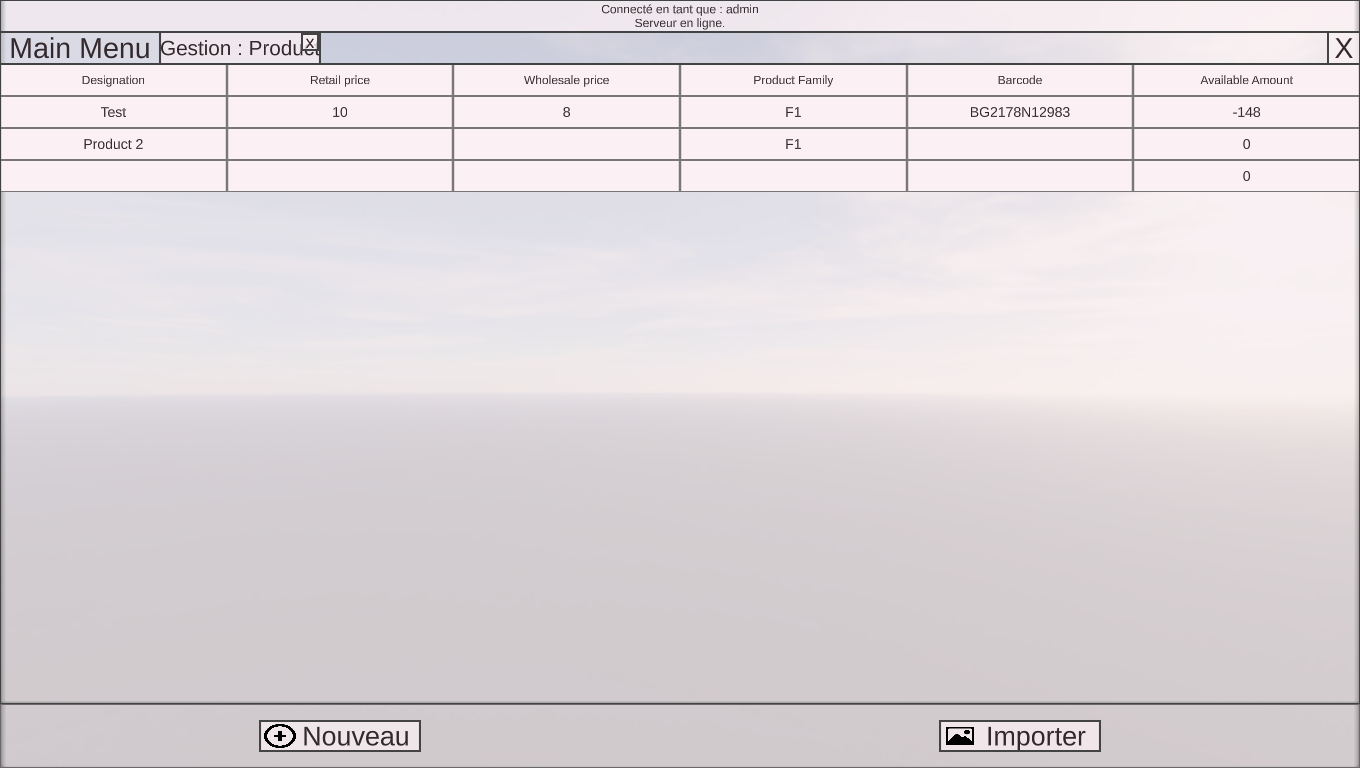 Connecté en tant que : admin
Serveur en ligne.
Main Menu Gestion : Product X X
Designation Retail price Wholesale price Product Family Barcode Available Amount
Test 10 8 F1 BG2178N12983 -148
Product 2 F1 0
0
Nouveau Importer